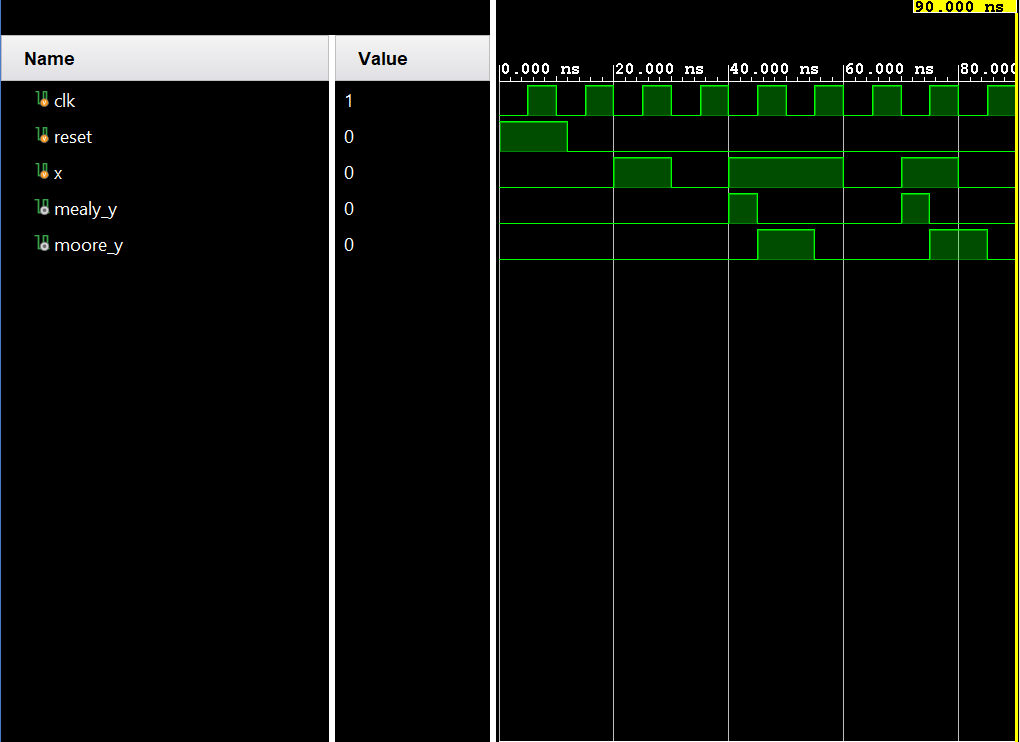 90.000 ns
Name Value
0.000 ns 20.000 ns 40.000 ns 60.000 ns 80.000
clk 1
reset 0
x 0
mealy_y 0
moore_y 0